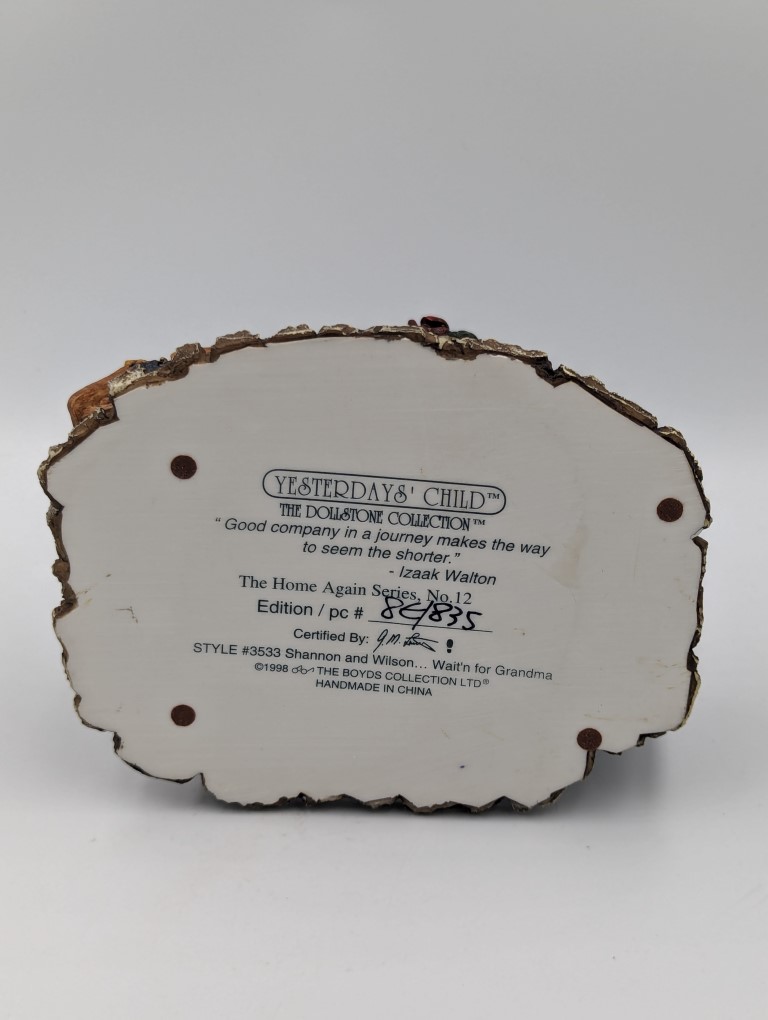 YESTERDAYS' CHILD™
THE DOLLSTONE COLLECTION™
“Good company in a journey makes the way
to seem the shorter.”
- Izaak Walton
The Home Again Series, No.12
Edition / pc # 8E/835
Certified By:
STYLE #3533 Shannon and Wilson... Wait'n for Grandma
©1998 THE BOYDS COLLECTION LTD®
HANDMADE IN CHINA